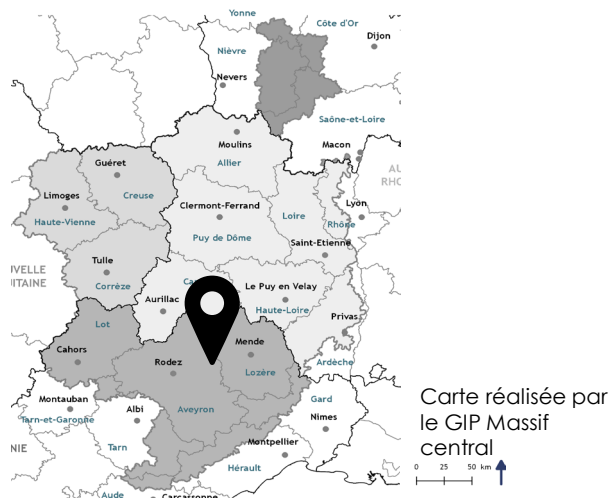 Yonne
Côte d'Or
Dijon
Nièvre
Nevers
Saône-et-Loire
Moulins
Allier
Macon
Guéret
Creuse
Limoges
Haute-Vienne
Clermont-Ferrand
Puy de Dôme
Loire
Rhône
Lyon
Saint-Etienne
Tulle
Corrèze
Aurillac
Le Puy en Velay
Haute-Loire
Privas
Ardèche
Lot
Cahors
Rodez
Mende
Lozère
Aveyron
Montauban
Tarn-et-Garonne
Albi
Tarn
Gard
Nimes
Montpellier
Hérault
Aude
Carcassonne
Carte réalisée par
le GIP Massif
central
0 25 50 km